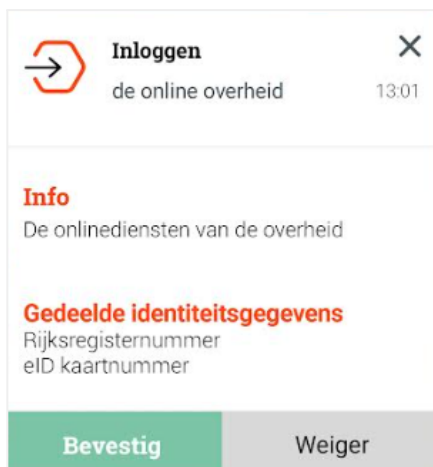 Inloggen
de online overheid
13:01
Info
De onlinediensten van de overheid
Gedeelde identiteitsgegevens
Rijksregisternummer
eID kaartnummer
Bevestig
Weiger